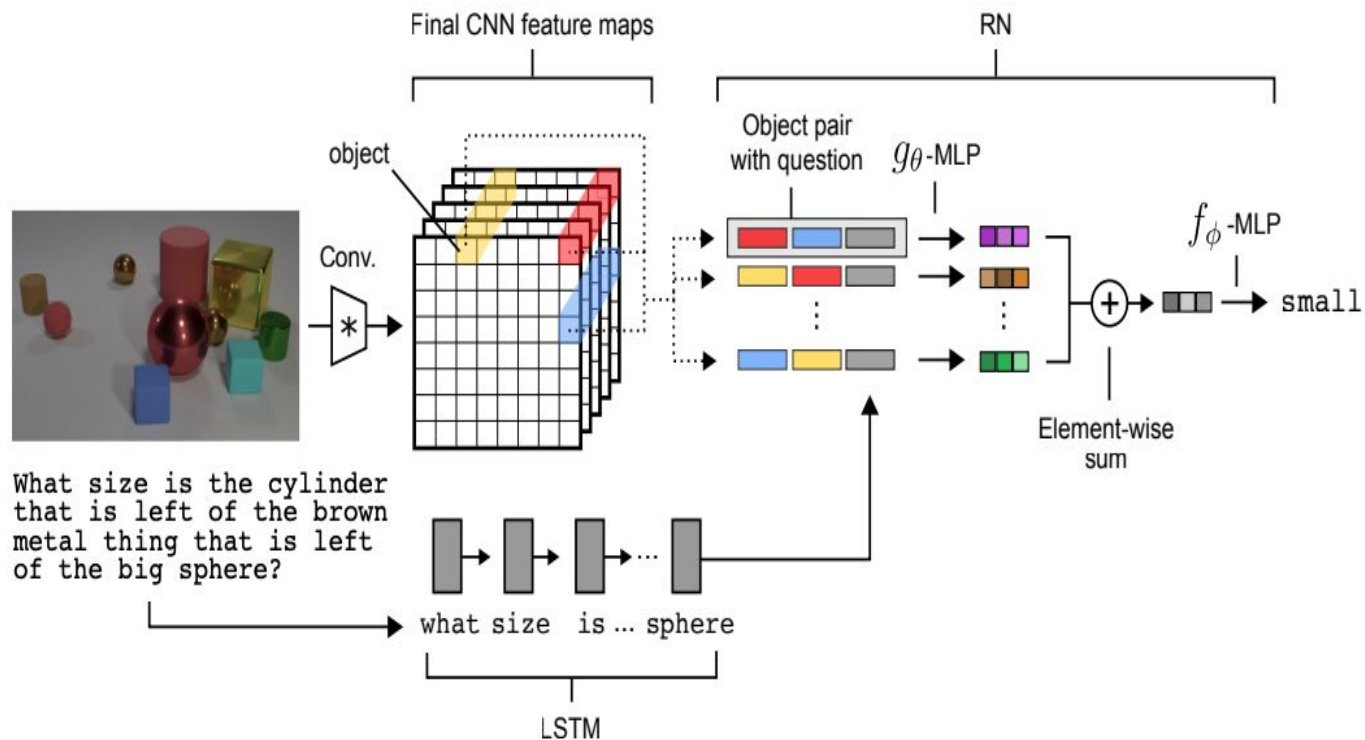 Final CNN feature maps
RN
object
Object pair
with question
gθ-MLP
fϕ-MLP
Conv.
*
+
small
Element-wise
sum
What size is the cylinder
that is left of the brown
metal thing that is left
of the big sphere?
...
what size is ... sphere
LSTM